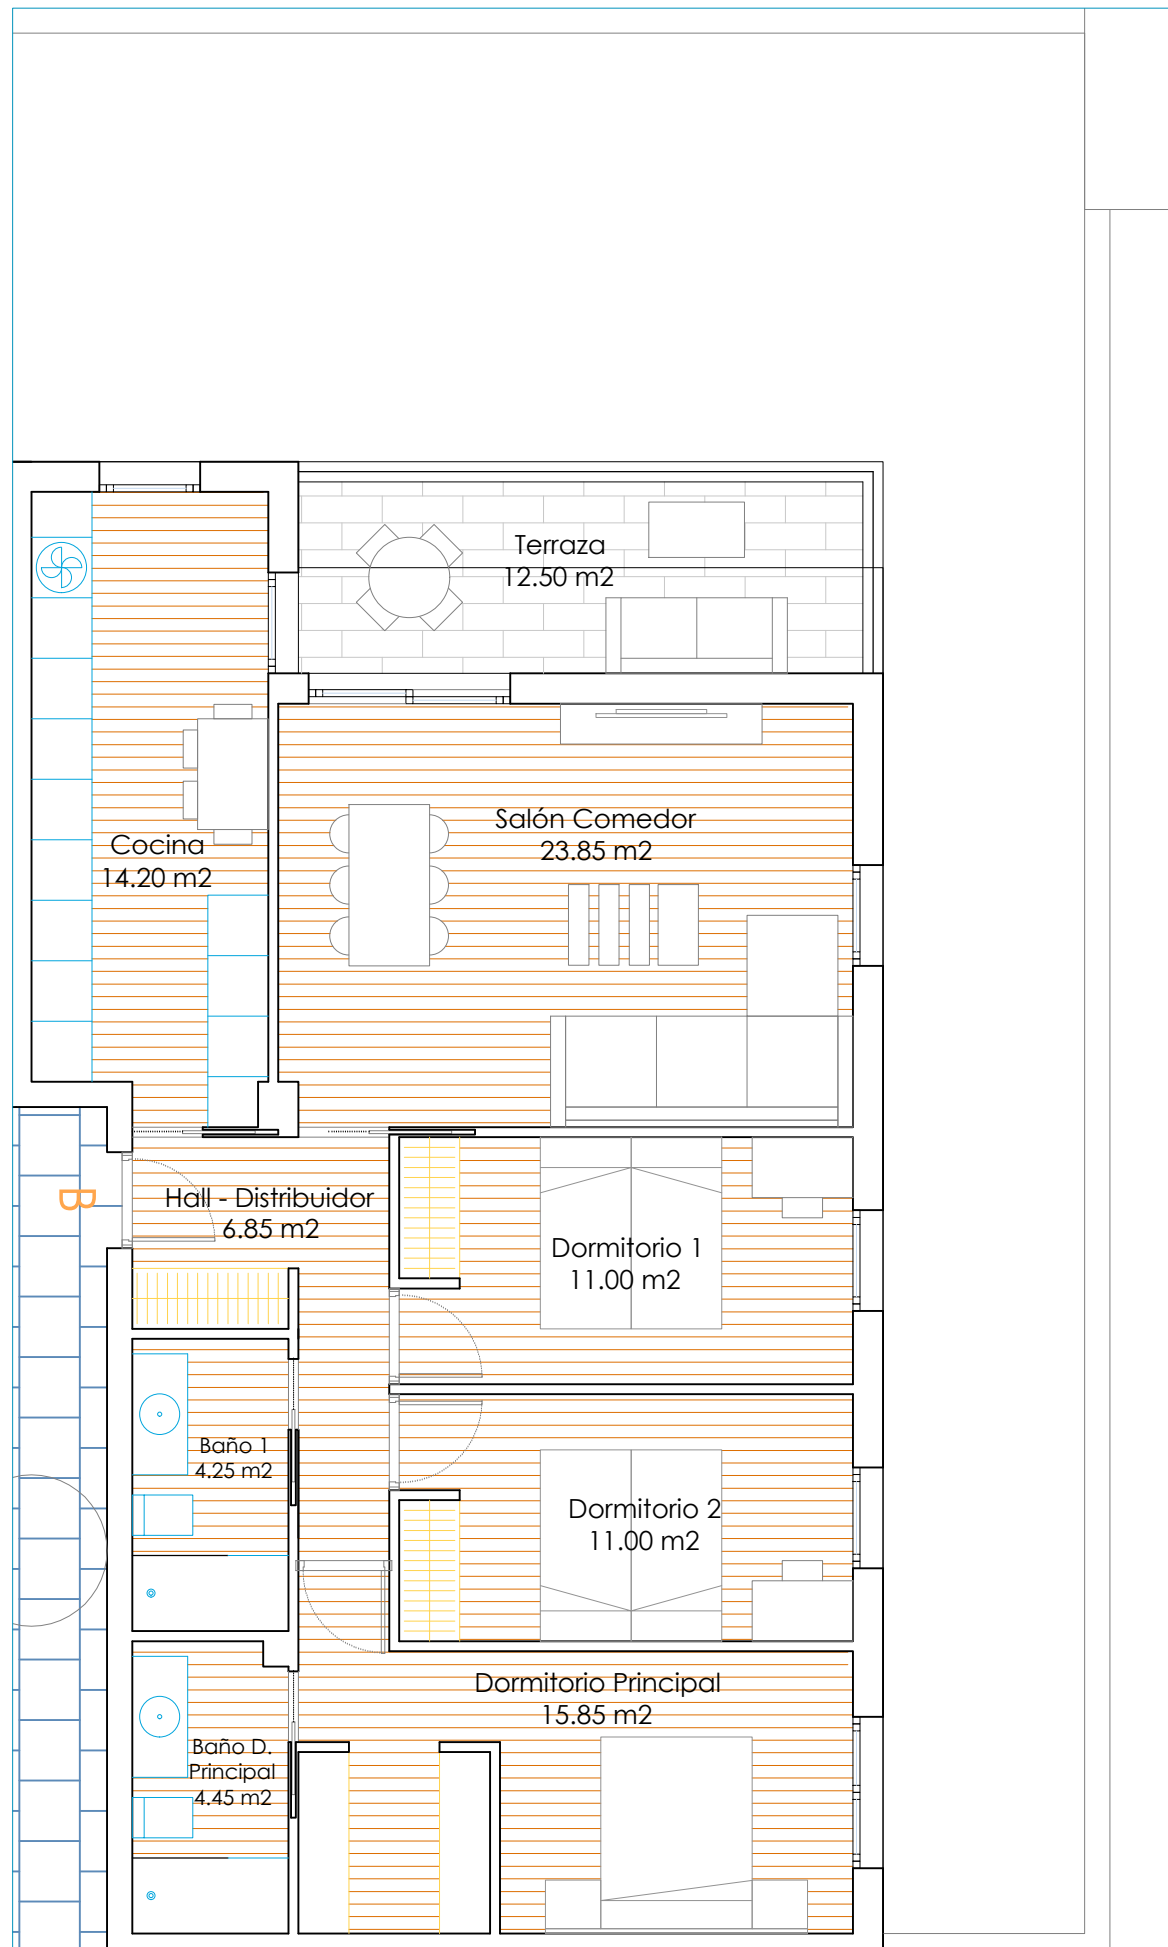 Terraza
12.50 m2
Salón Comedor
23.85 m2
Cocina
14.20 m2
B
Hall - Distribuidor
6.85 m2
Dormitorio 1
11.00 m2
Baño 1
4.25 m2
Dormitorio 2
11.00 m2
Dormitorio Principal
15.85 m2
Baño D.
Principal
4.45 m2